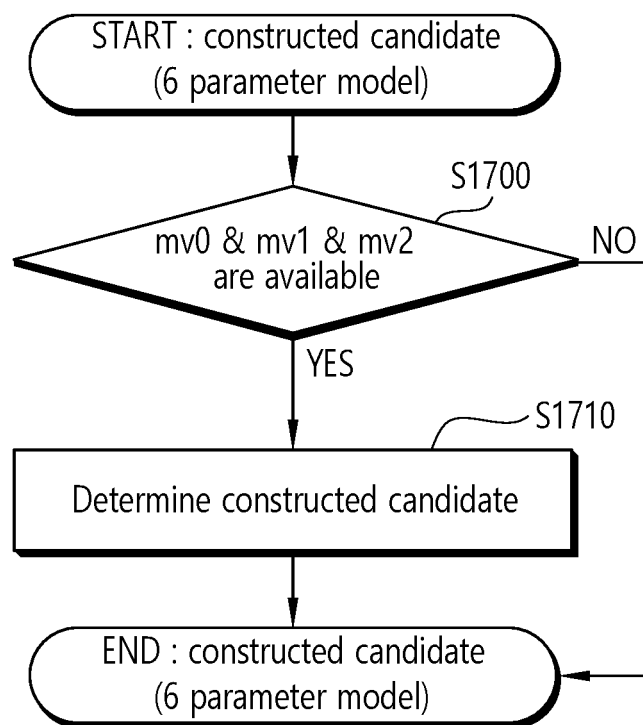 START : constructed candidate
(6 parameter model)
S1700
mv0 & mv1 & mv2
are available
NO
YES
S1710
Determine constructed candidate
END : constructed candidate
(6 parameter model)